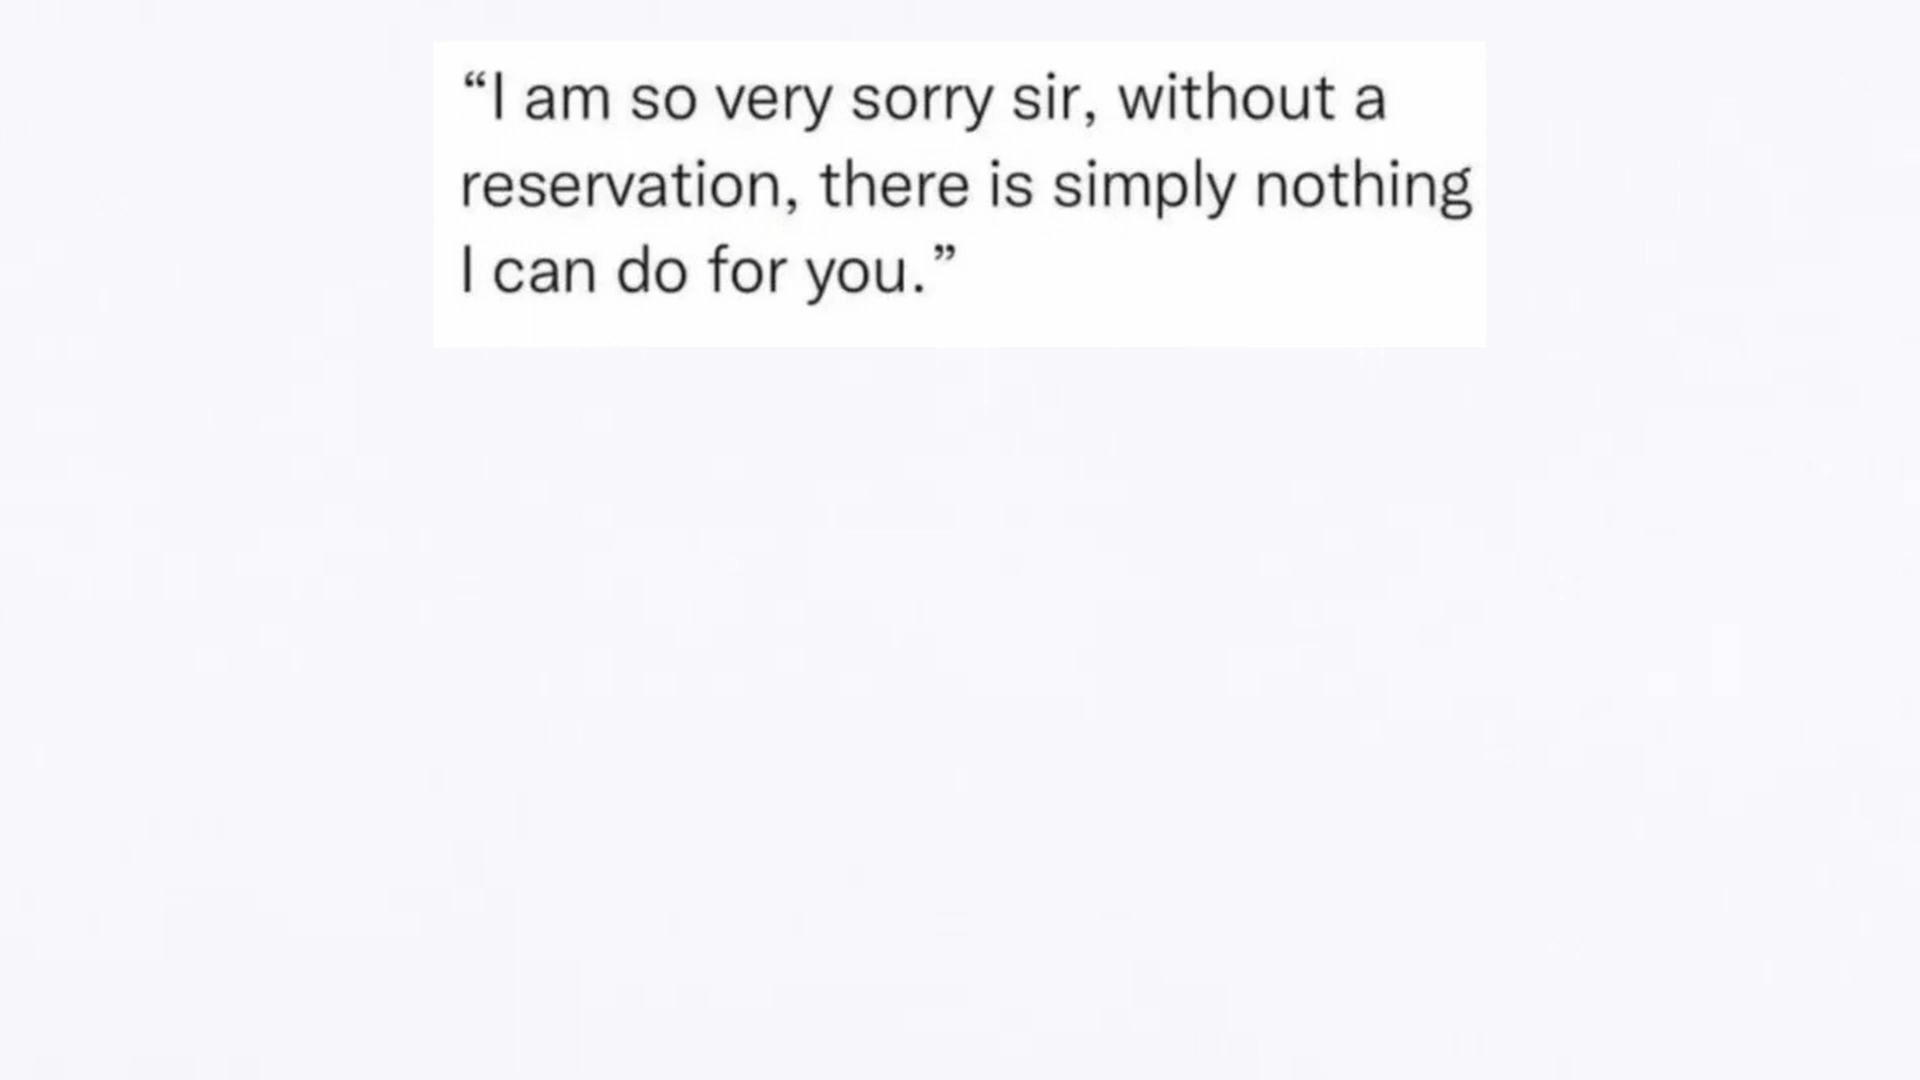 “I am so very sorry sir, without a
reservation, there is simply nothing
I can do for you.”